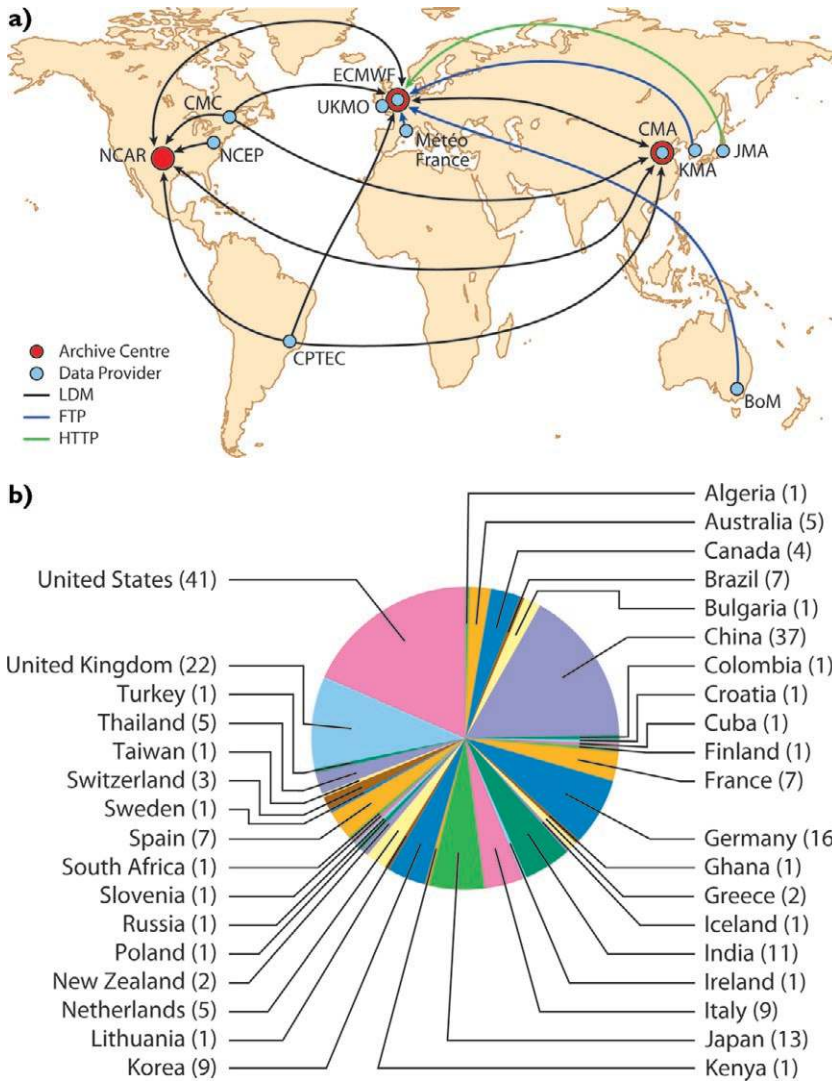 a)
ECMWF
CMC
UKMO
CMA
NCAR
NCEP
Météo
France
KMA
JMA
CPTEC
BoM
Archive Centre
Data Provider
LDM
FTP
HTTP
b)
Algeria (1)
Australia (5)
Canada (4)
Brazil (7)
Bulgaria (1)
China (37)
Colombia (1)
Croatia (1)
Cuba (1)
Finland (1)
France (7)
Germany (16
Ghana (1)
Greece (2)
Iceland (1)
India (11)
Ireland (1)
Italy (9)
Japan (13)
Kenya (1)
United States (41)
United Kingdom (22)
Turkey (1)
Thailand (5)
Taiwan (1)
Switzerland (3)
Sweden (1)
Spain (7)
South Africa (1)
Slovenia (1)
Russia (1)
Poland (1)
New Zealand (2)
Netherlands (5)
Lithuania (1)
Korea (9)